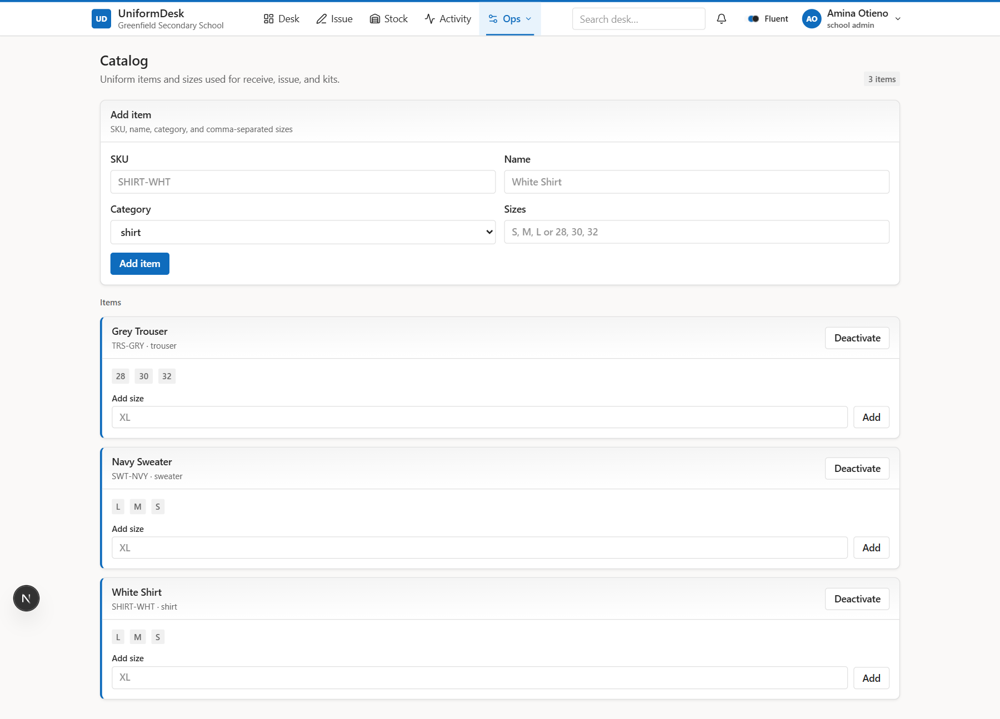 UD
UniformDesk
Greenfield Secondary School
Desk
Issue
Stock
Activity
Ops
Search desk...
Fluent
AO
Amina Otieno
school admin
Catalog
Uniform items and sizes used for receive, issue, and kits.
3 items
Add item
SKU, name, category, and comma-separated sizes
SKU
Name
SHIRT-WHT
White Shirt
Category
Sizes
shirt
S, M, L or 28, 30, 32
Add item
Items
Grey Trouser
TRS-GRY · trouser
Deactivate
28 30 32
Add size
XL
Add
Navy Sweater
SWT-NVY · sweater
Deactivate
L M S
Add size
XL
Add
White Shirt
SHIRT-WHT · shirt
Deactivate
N
L M S
Add size
XL
Add